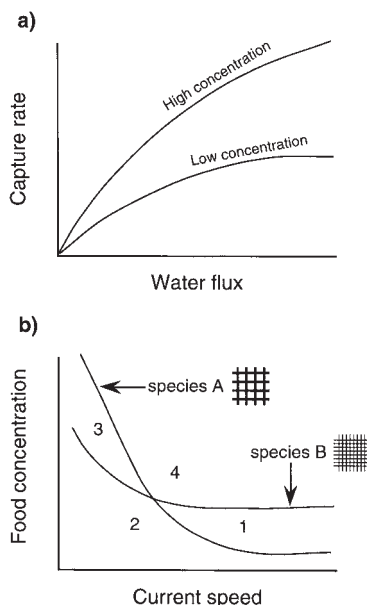 a)
Capture rate
High concentration
Low concentration
Water flux
b)
Food concentration
species A
species B
3
4
2
1
Current speed